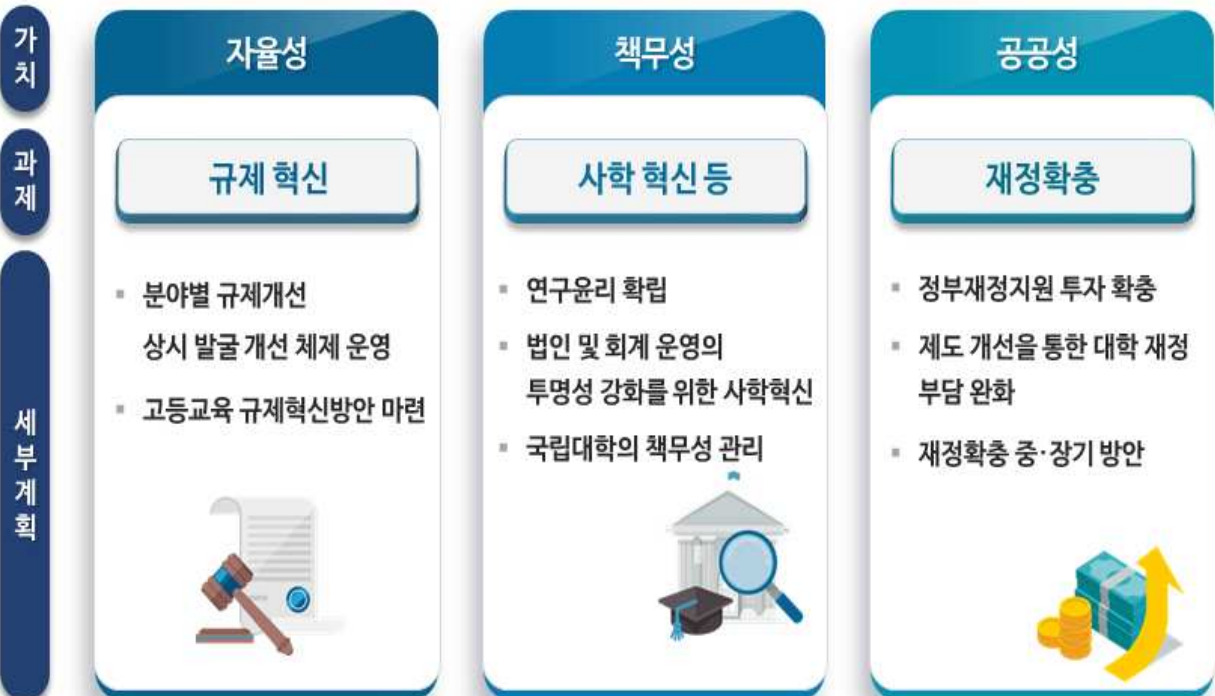 가치
자율성
책무성
공공성
과제
규제 혁신
사학 혁신 등
재정확충
세부계획
▪ 분야별 규제개선
상시 발굴 개선 체제 운영
▪ 고등교육 규제혁신방안 마련
▪ 연구윤리 확립
▪ 법인 및 회계 운영의
투명성 강화를 위한 사학혁신
▪ 국립대학의 책무성 관리
▪ 정부재정지원 투자 확충
▪ 제도 개선을 통한 대학 재정
부담 완화
▪ 재정확충 중·장기 방안